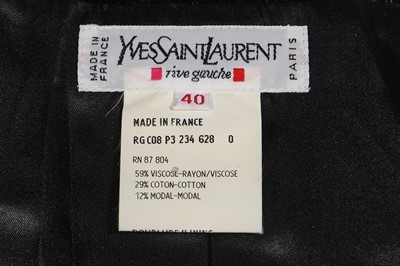 MADE IN FRANCE
YVES SAINT LAURENT
rive gauche
PARIS
40
MADE IN FRANCE
RG C08 P3 234 628 0
RN 87 804
59% VISCOSE-RAYON/VISCOSE
29% COTON-COTTON
12% MODAL-MODAL